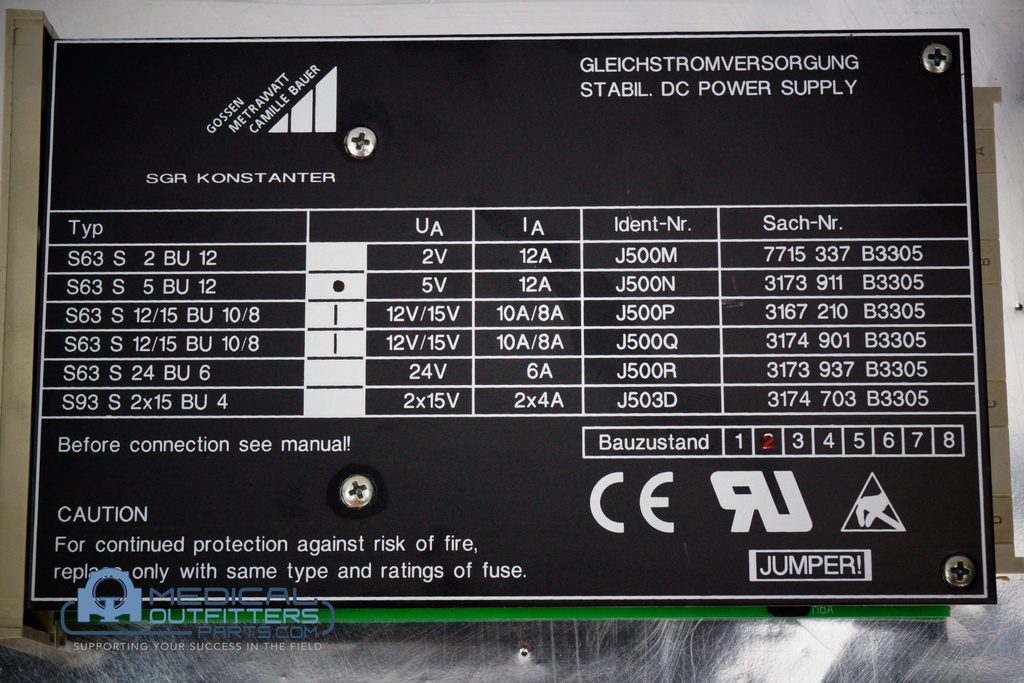 GOSSEN
METRAWATT
CAMILLE BAUER
GLEICHSTROMVERSORGUNG
STABIL. DC POWER SUPPLY
SGR KONSTANTER
Typ UA IA Ident-Nr. Sach-Nr.
S63 S 2 BU 12 2V 12A J500M 7715 337 B3305
S63 S 5 BU 12 5V 12A J500N 3173 911 B3305
S63 S 12/15 BU 10/8 12V/15V 10A/8A J500P 3167 210 B3305
S63 S 12/15 BU 10/8 12V/15V 10A/8A J500Q 3174 901 B3305
S63 S 24 BU 6 24V 6A J500R 3173 937 B3305
S93 S 2x15 BU 4 2x15V 2x4A J503D 3174 703 B3305
Before connection see manual!
Bauzustand 1 2 3 4 5 6 7 8
CE RU
CAUTION
For continued protection against risk of fire,
replace only with same type and ratings of fuse.
JUMPER!
MEDICAL
OUTFITTERS
PARTS.COM
SUPPORTING YOUR SUCCESS IN THE FIELD
A
B
C
D